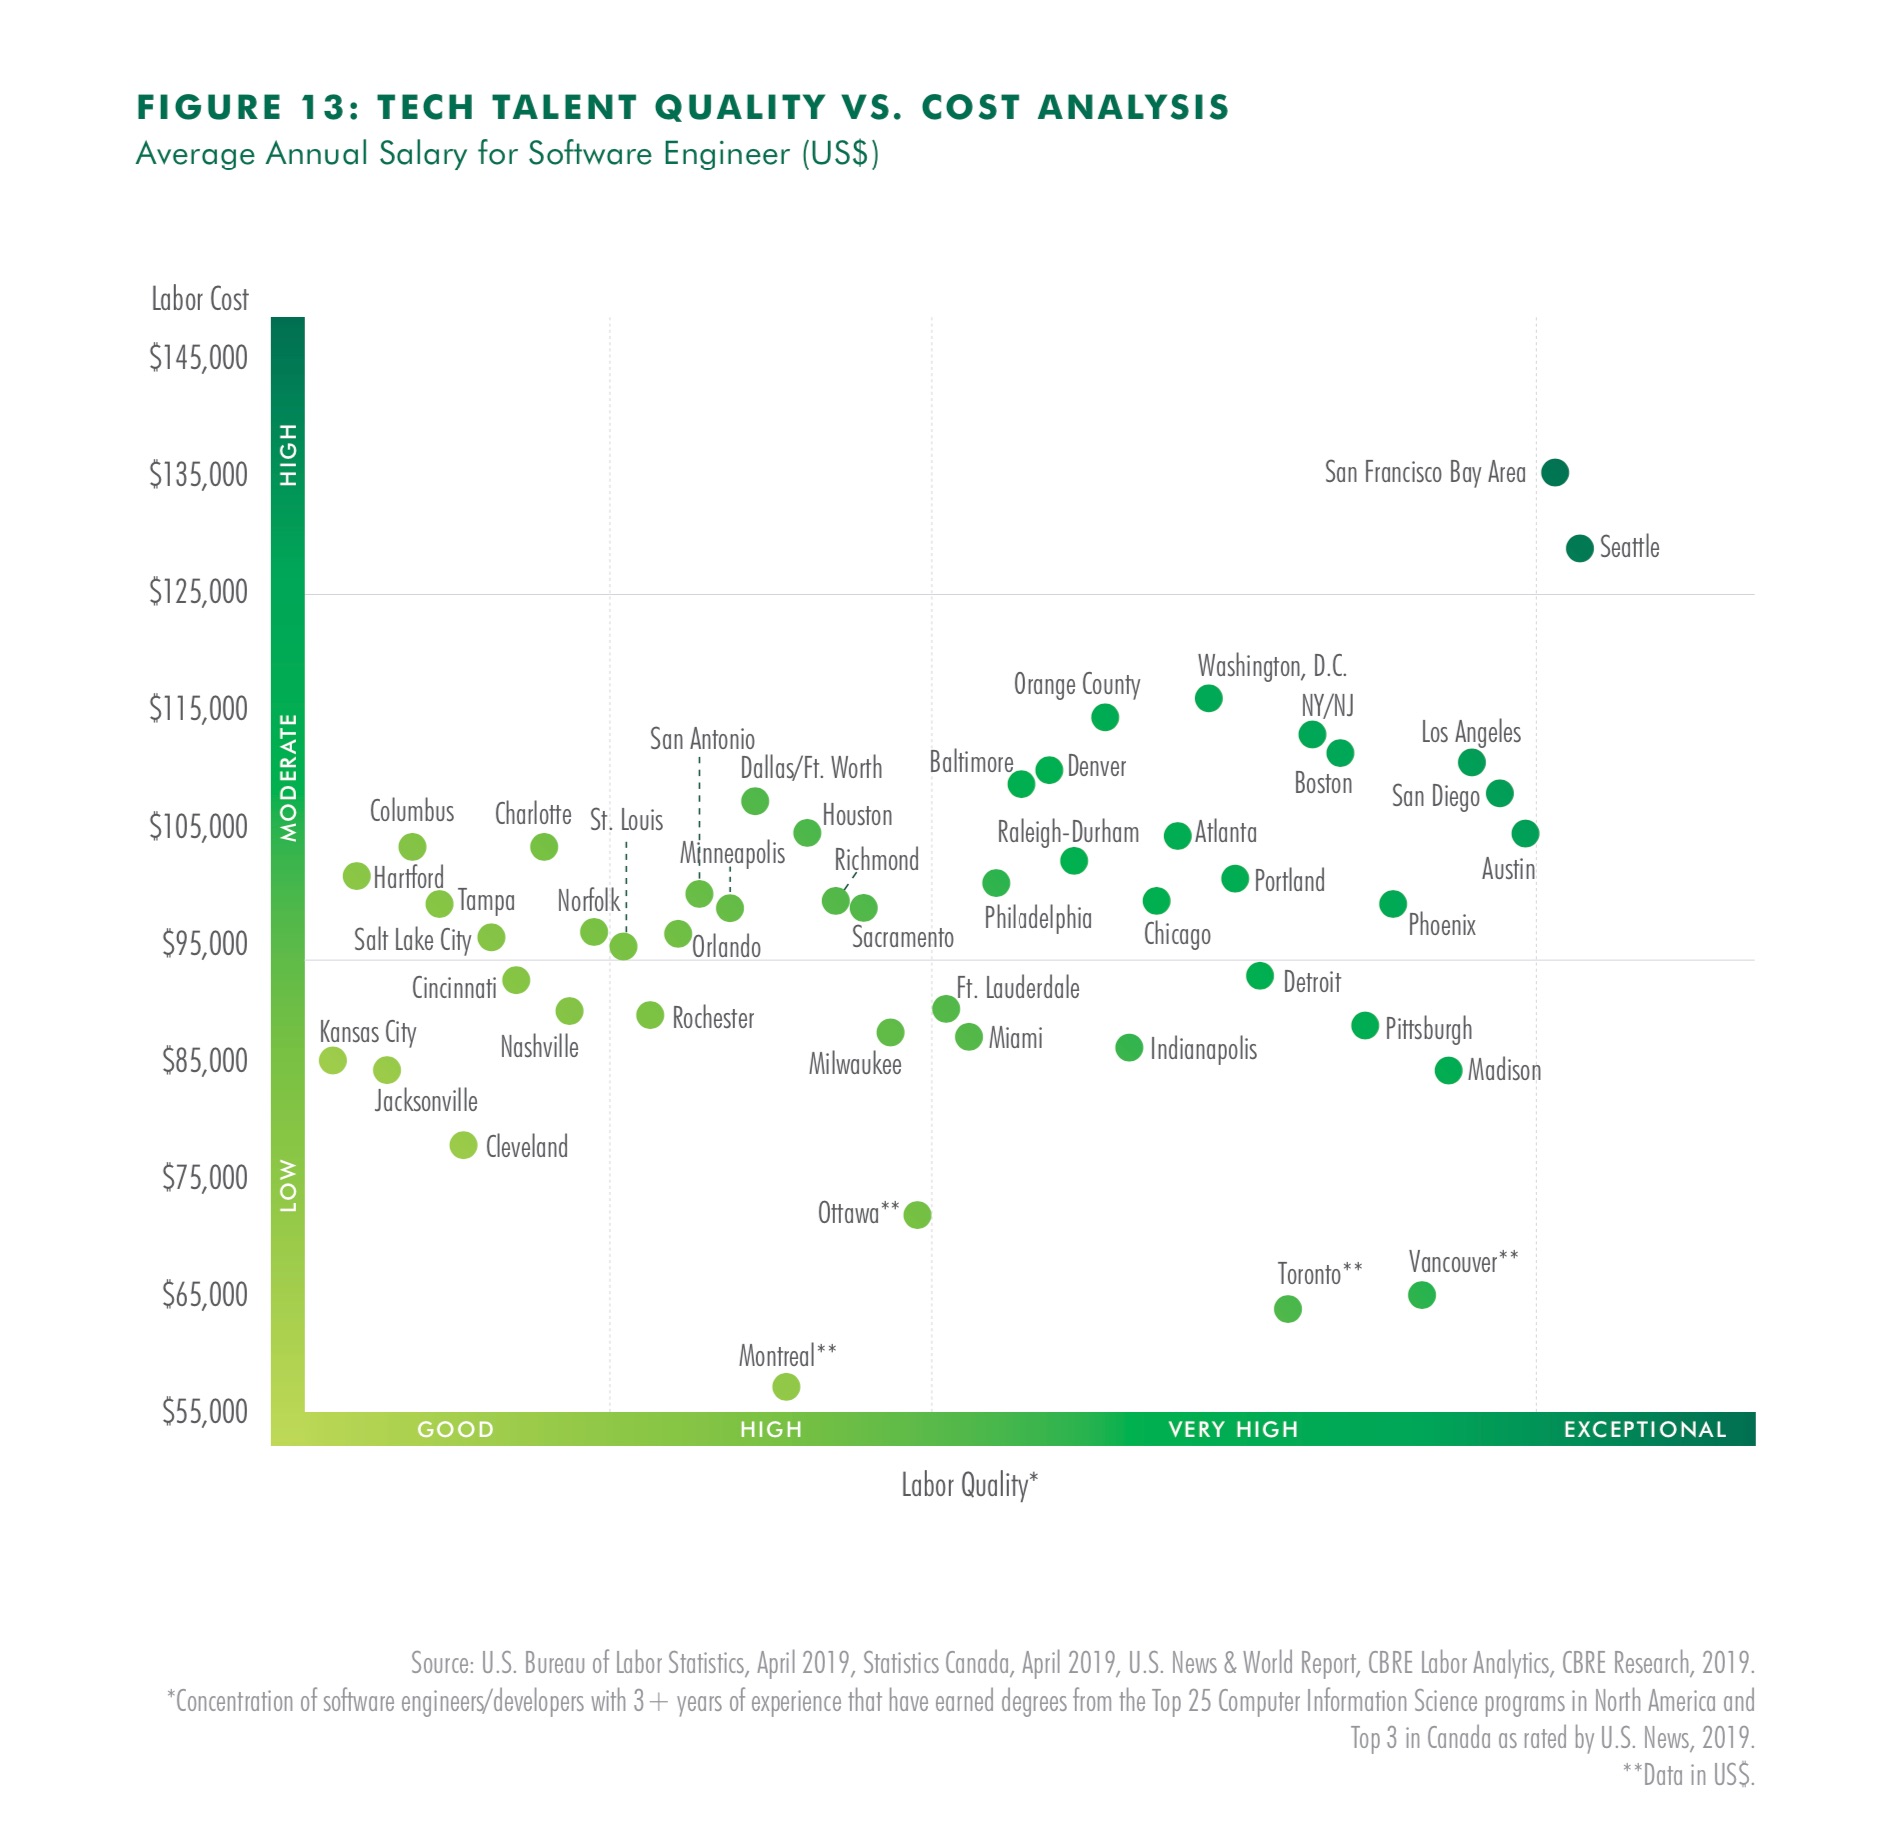 FIGURE 13: TECH TALENT QUALITY VS. COST ANALYSIS
Average Annual Salary for Software Engineer (US$)
Labor Cost
$145,000
$135,000
$125,000
$115,000
$105,000
$95,000
$85,000
$75,000
$65,000
$55,000
HIGH
MODERATE
LOW
San Francisco Bay Area
Seattle
Washington, D.C.
Orange County
NY/NJ
Los Angeles
San Antonio
Baltimore
Denver
Dallas/Ft. Worth
Boston
San Diego
Columbus
Charlotte
St. Louis
Houston
Raleigh-Durham
Atlanta
Minneapolis
Richmond
Austin
Hartford
Portland
Tampa
Norfolk
Philadelphia
Phoenix
Salt Lake City
Orlando
Sacramento
Chicago
Cincinnati
Ft. Lauderdale
Detroit
Rochester
Kansas City
Nashville
Miami
Pittsburgh
Milwaukee
Indianapolis
Madison
Jacksonville
Cleveland
Ottawa**
Vancouver**
Toronto**
Montreal**
GOOD
HIGH
VERY HIGH
EXCEPTIONAL
Labor Quality*
Source: U.S. Bureau of Labor Statistics, April 2019, Statistics Canada, April 2019, U.S. News & World Report, CBRE Labor Analytics, CBRE Research, 2019.
*Concentration of software engineers/developers with 3+ years of experience that have earned degrees from the Top 25 Computer Information Science programs in North America and
Top 3 in Canada as rated by U.S. News, 2019.
**Data in US$.